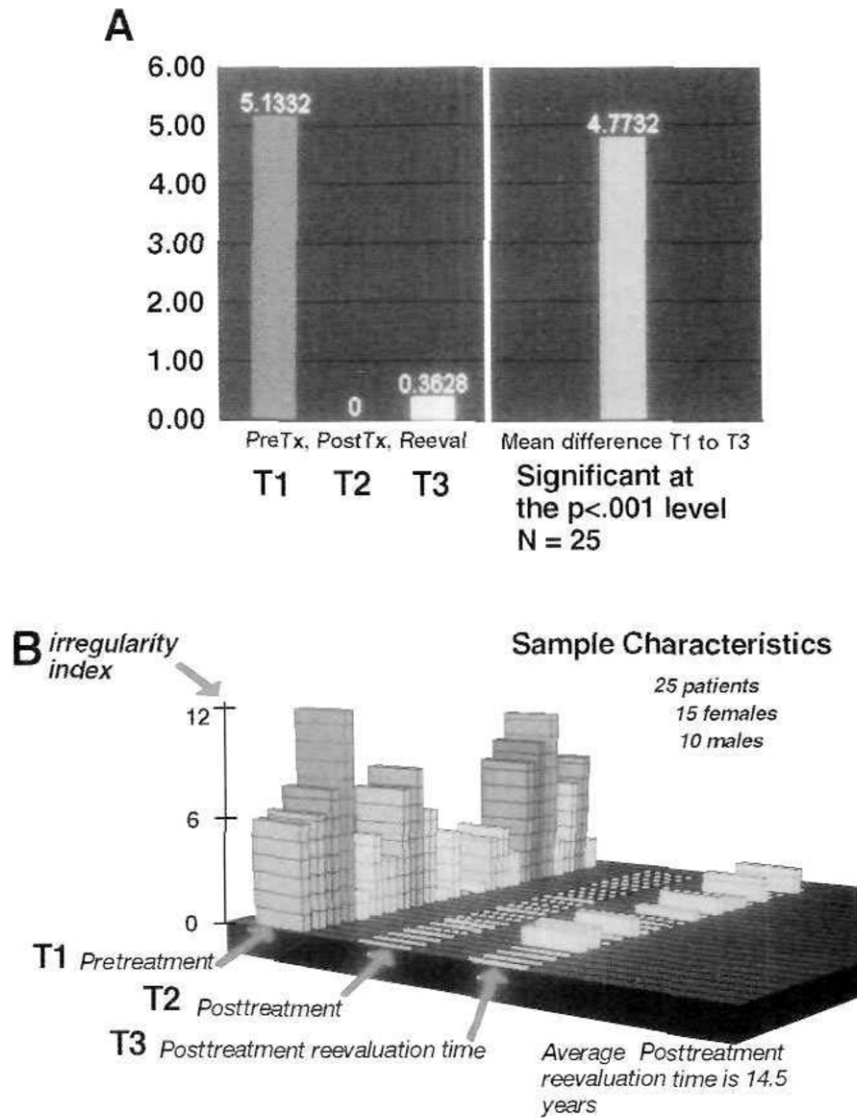 A
6.00
5.00
4.00
3.00
2.00
1.00
0.00
5.1332
0
0.3628
4.7732
PreTx, PostTx, Reeval
T1 T2 T3
Mean difference T1 to T3
Significant at
the p<.001 level
N = 25
B
irregularity
index
12
6
0
Sample Characteristics
25 patients
15 females
10 males
T1 Pretreatment
T2 Posttreatment
T3 Posttreatment reevaluation time
Average Posttreatment
reevaluation time is 14.5
years